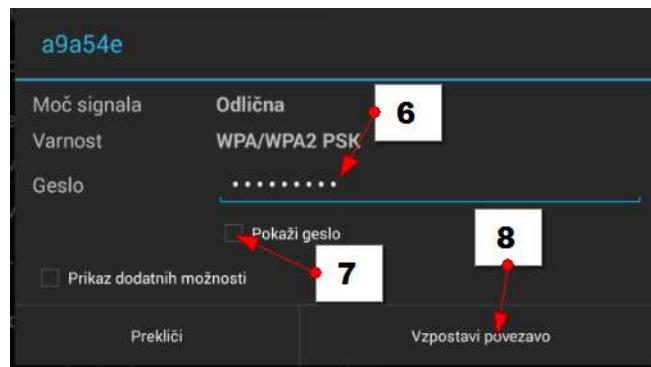 a9a54e
Moč signala Odlična
6
Varnost WPA/WPA2 PSK
Geslo •••••••••
Pokaži geslo
8
7
Prikaz dodatnih možnosti
Prekliči Vzpostavi povezavo